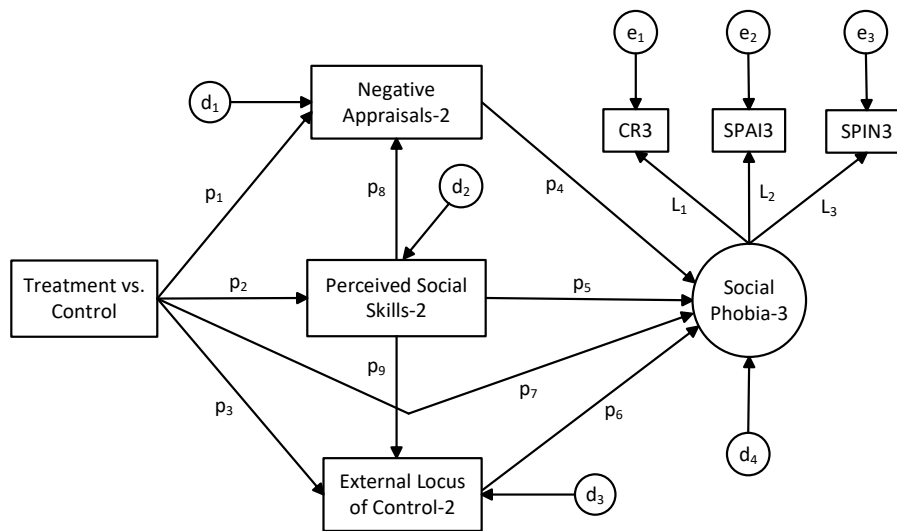 e₁
e₂
e₃
Negative
Appraisals-2
d₁
CR3
SPAI3
SPIN3
p₁
p₈
d₂
p₄
L₁
L₂
L₃
Treatment vs.
Control
p₂
Perceived Social
Skills-2
p₅
Social
Phobia-3
p₃
p₉
p₇
p₆
External Locus
of Control-2
d₃
d₄